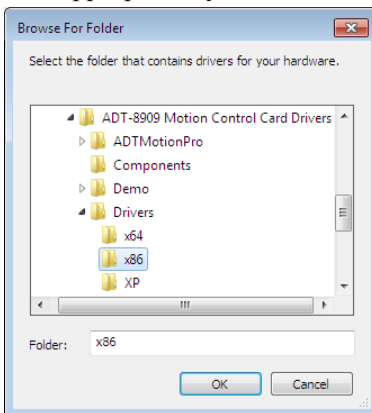 Browse For Folder
Select the folder that contains drivers for your hardware.
ADT-8909 Motion Control Card Drivers
ADTMotionPro
Components
Demo
Drivers
x64
x86
XP
Folder: x86
OK Cancel